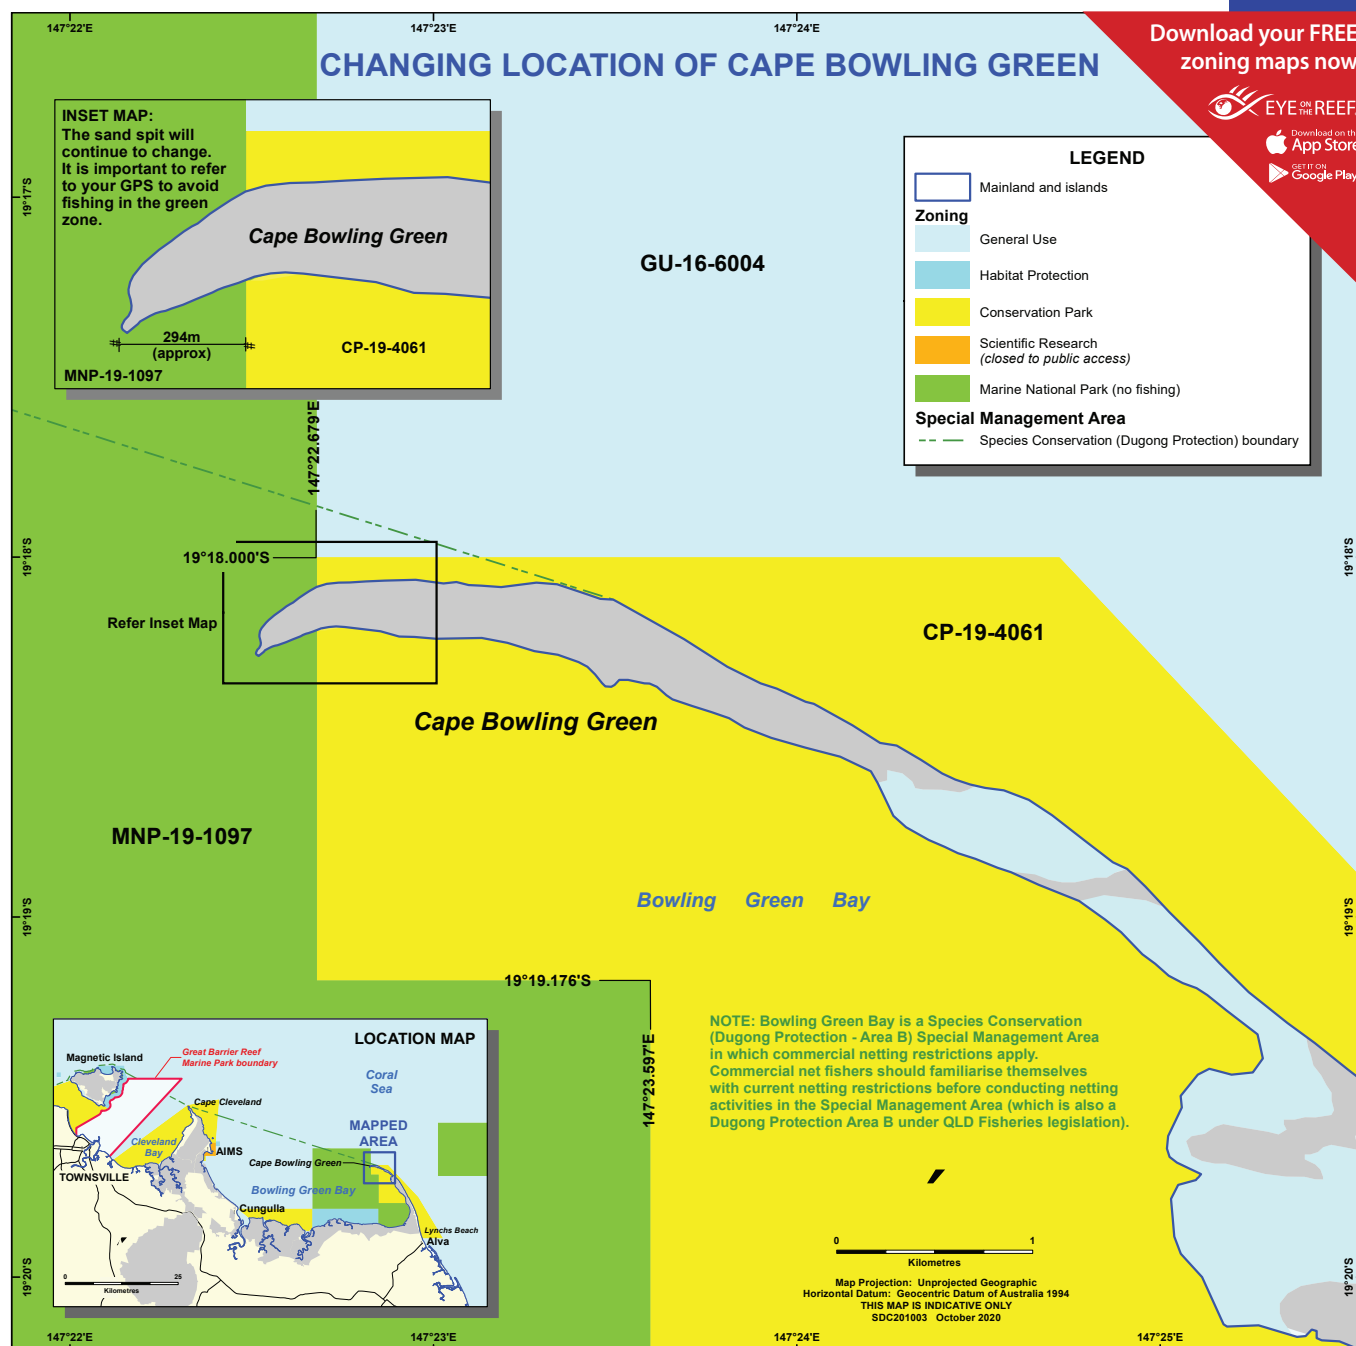 147°22'E
147°23'E
147°24'E
CHANGING LOCATION OF CAPE BOWLING GREEN
Download your FREE
zoning maps now
EYE ON THE REEF
Download on the
App Store
GET IT ON
Google Play
INSET MAP:
The sand spit will
continue to change.
It is important to refer
to your GPS to avoid
fishing in the green
zone.
Cape Bowling Green
294m
(approx)
CP-19-4061
MNP-19-1097
19°17'S
GU-16-6004
LEGEND
Mainland and islands
Zoning
General Use
Habitat Protection
Conservation Park
Scientific Research
(closed to public access)
Marine National Park (no fishing)
Special Management Area
Species Conservation (Dugong Protection) boundary
147°22.679'E
19°18'S
19°18.000'S
19°18'S
Refer Inset Map
CP-19-4061
Cape Bowling Green
MNP-19-1097
Bowling Green Bay
19°19'S
19°19'S
19°19.176'S
147°23.597'E
NOTE: Bowling Green Bay is a Species Conservation
(Dugong Protection - Area B) Special Management Area
in which commercial netting restrictions apply.
Commercial net fishers should familiarise themselves
with current netting restrictions before conducting netting
activities in the Special Management Area (which is also a
Dugong Protection Area B under QLD Fisheries legislation).
LOCATION MAP
Magnetic Island
Great Barrier Reef
Marine Park boundary
Coral
Sea
Cape Cleveland
MAPPED
AREA
Cleveland
Bay
AIMS
Cape Bowling Green
TOWNSVILLE
Bowling Green Bay
Cungulla
Lynchs Beach
Alva
0 25
Kilometres
0 1
Kilometres
Map Projection: Unprojected Geographic
Horizontal Datum: Geocentric Datum of Australia 1994
THIS MAP IS INDICATIVE ONLY
SDC201003 October 2020
19°20'S
19°20'S
147°22'E
147°23'E
147°24'E
147°25'E